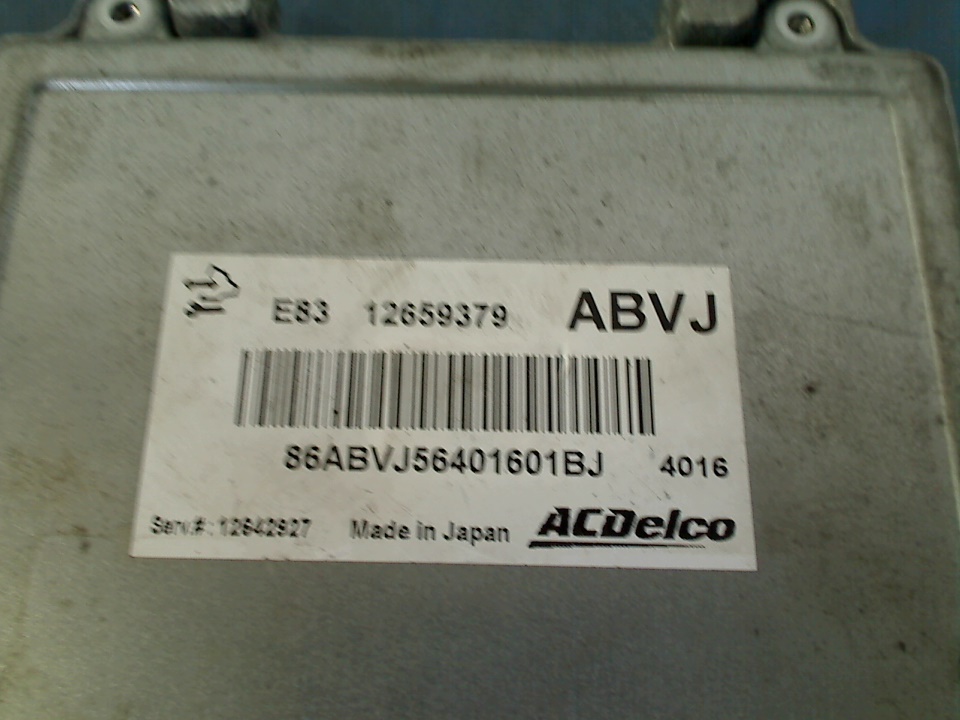 E83 12659379 ABVJ
86ABVJ56401601BJ 4016
Serv.#: 12642927 Made in Japan ACDelco